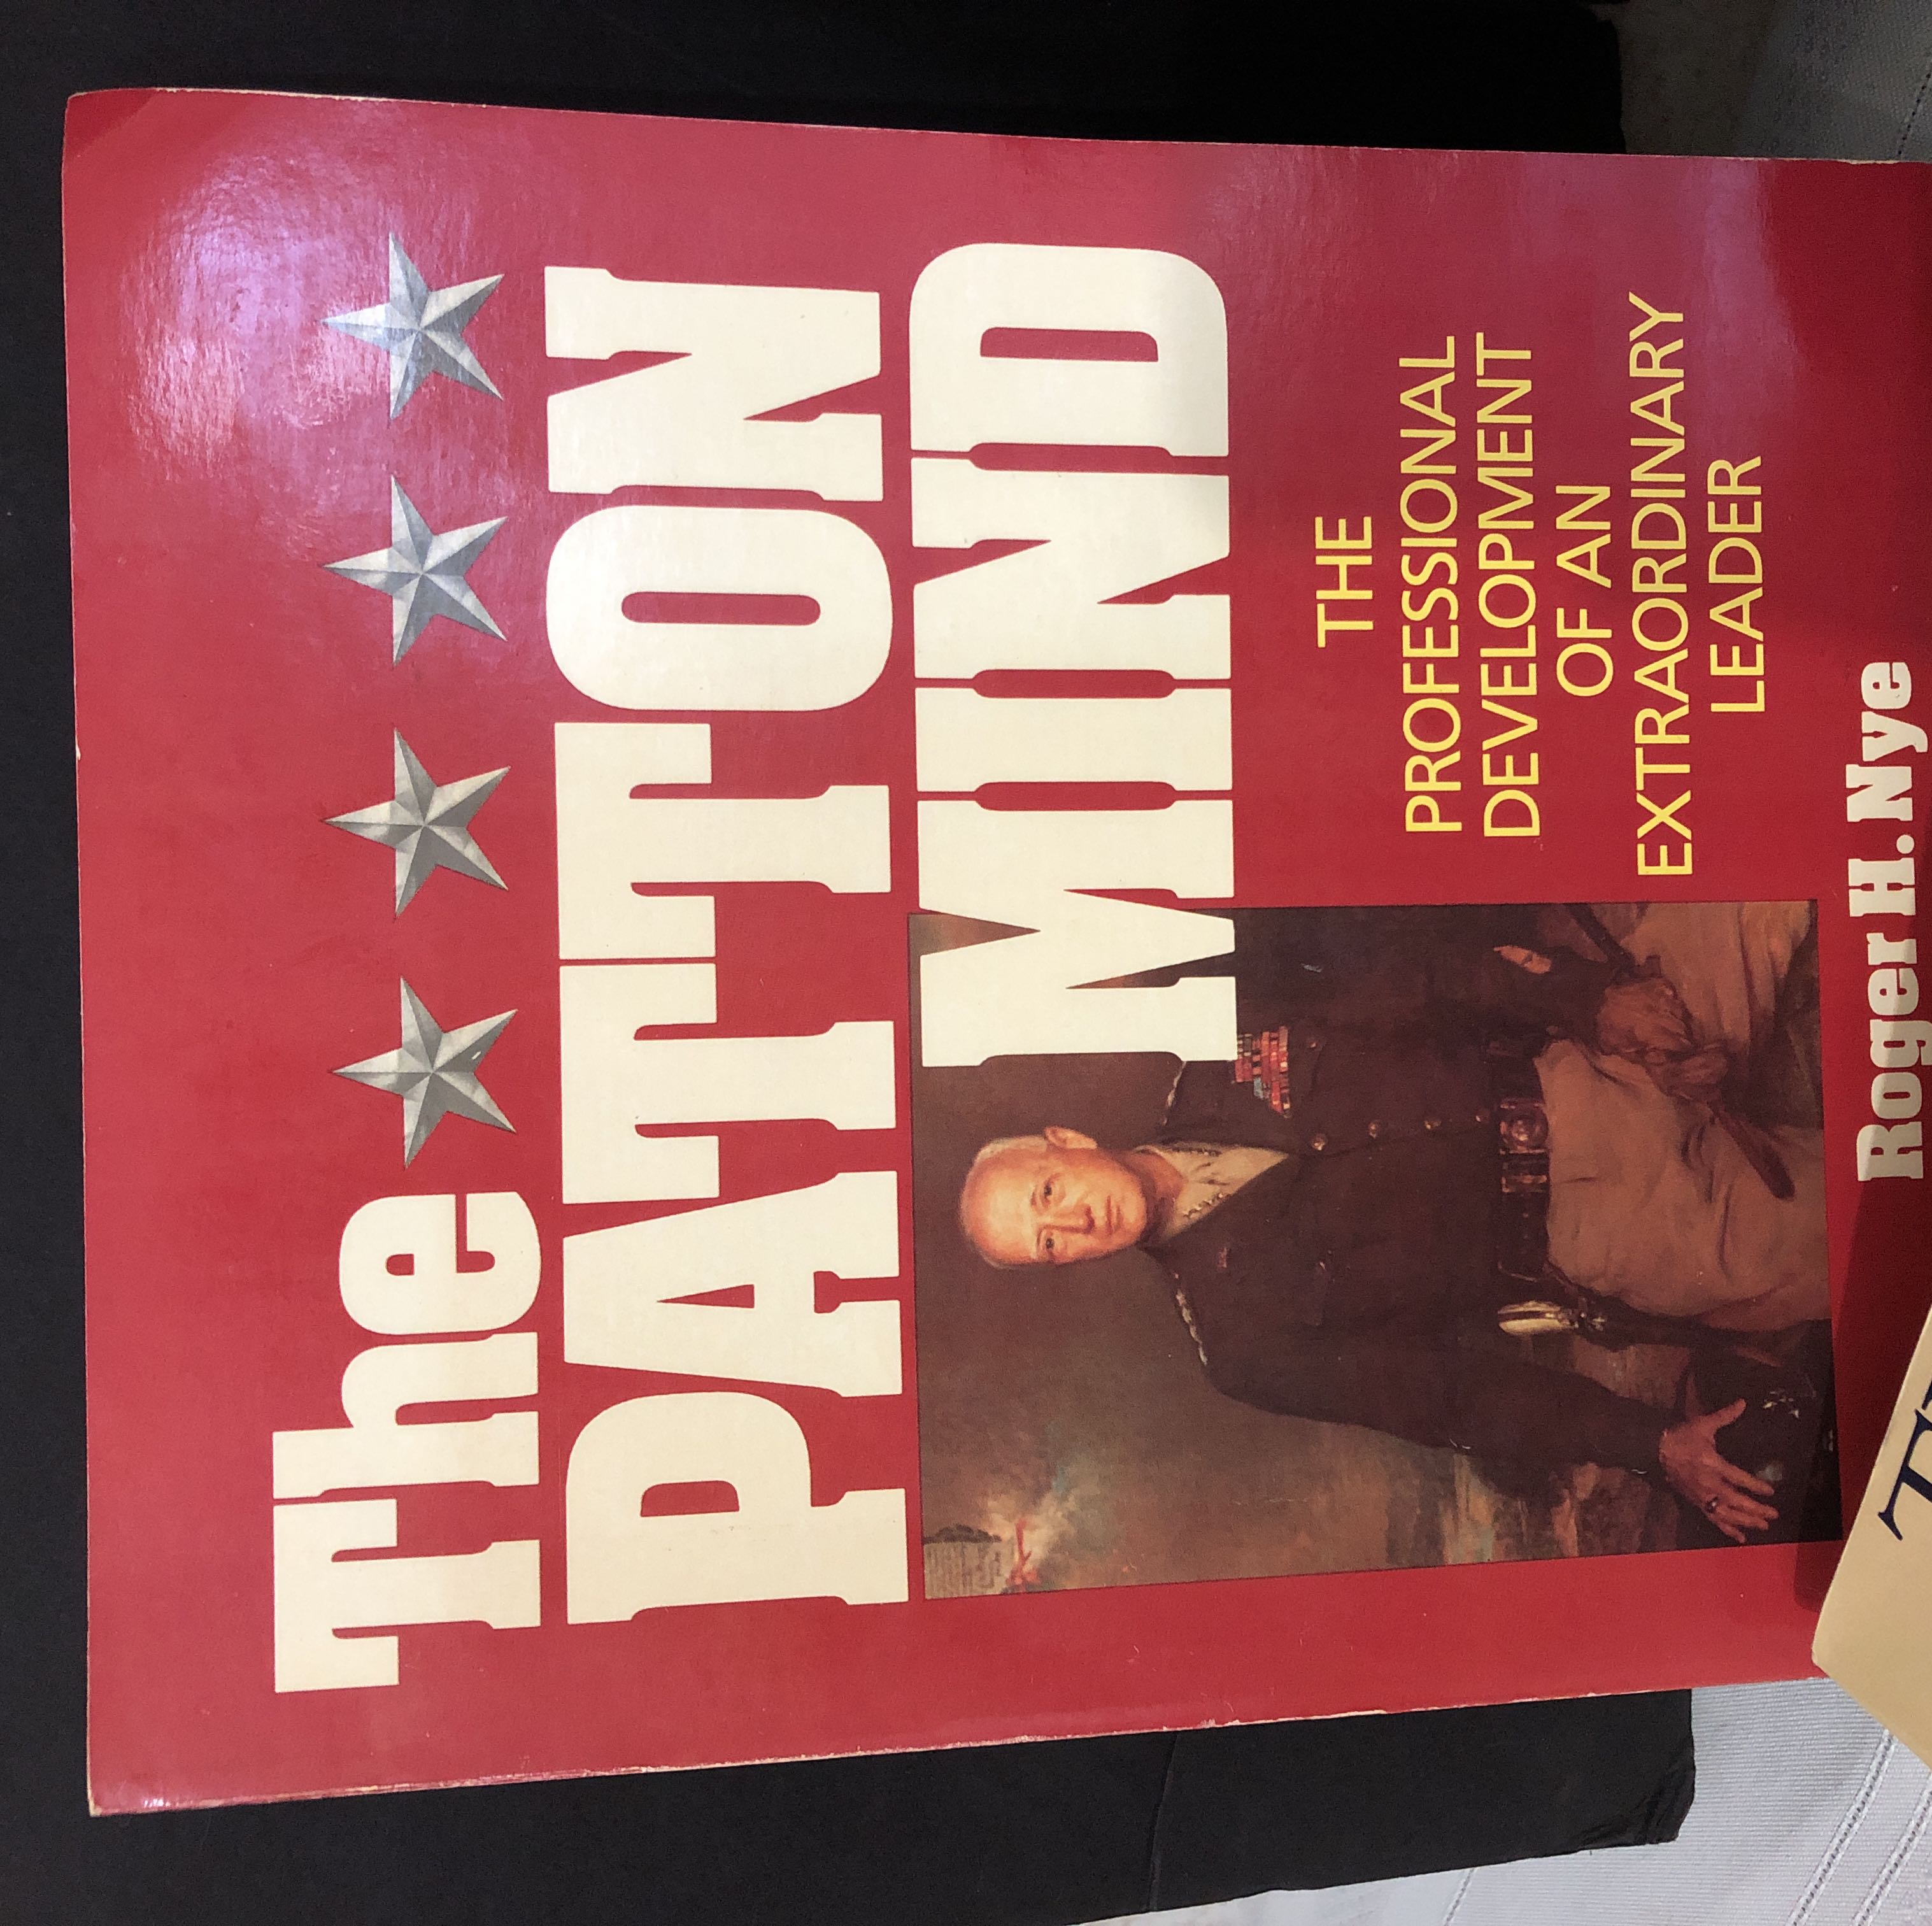 The
PATTON
MIND
THE
PROFESSIONAL
DEVELOPMENT
OF AN
EXTRAORDINARY
LEADER
Roger H. Nye